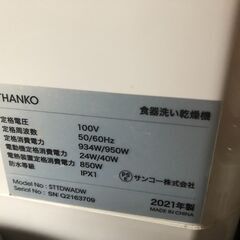 THANKO
食器洗い乾燥機
定格電圧 100V
定格周波数 50/60Hz
定格消費電力 934W/950W
電動機定格消費電力 24W/40W
電熱装置定格消費電力 850W
防水等級 IPX1
PSE
サンコー株式会社
Model No : STTDWADW
Serial No : SN Q2163709
2021年製
MADE IN CHINA